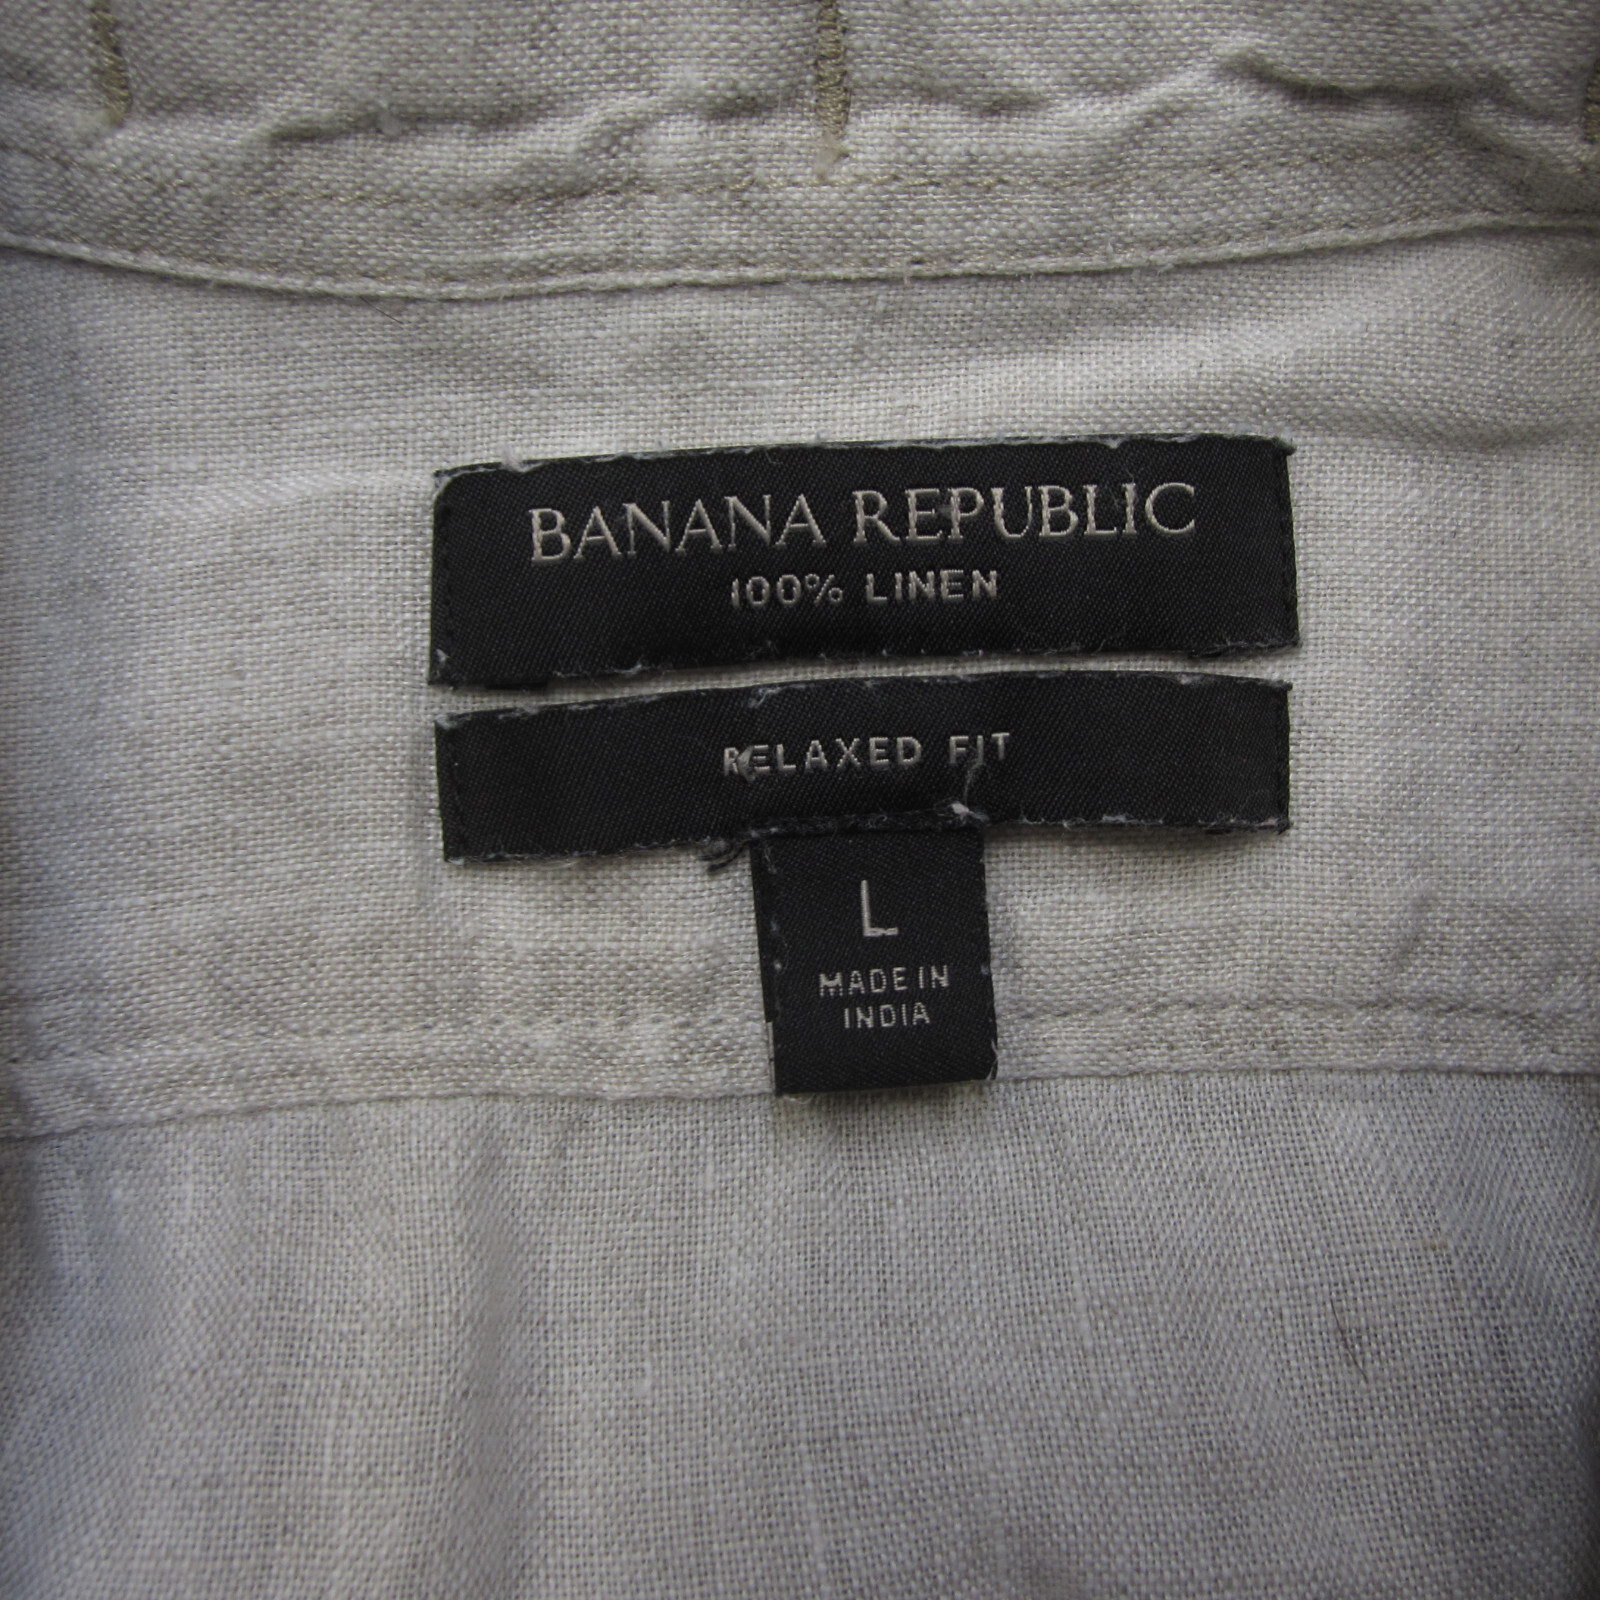 BANANA REPUBLIC
100% LINEN
RELAXED FIT
L
MADE IN
INDIA